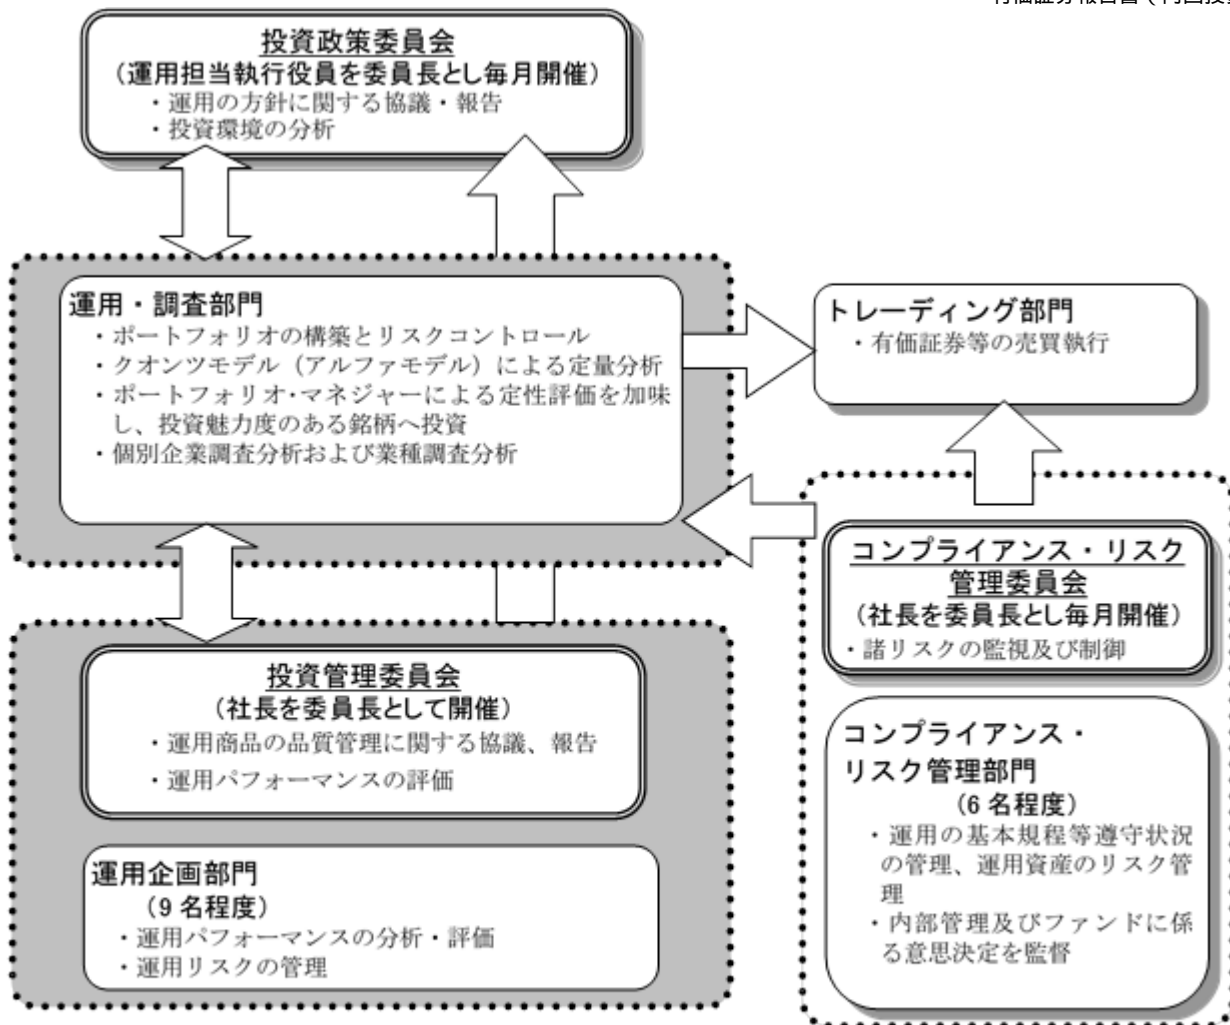 投資政策委員会
（運用担当執行役員を委員長とし毎月開催）
・運用の方針に関する協議・報告
・投資環境の分析
運用・調査部門
・ポートフォリオの構築とリスクコントロール
・クオンツモデル（アルファモデル）による定量分析
・ポートフォリオ・マネジャーによる定性評価を加味
し、投資魅力度のある銘柄へ投資
・個別企業調査分析および業種調査分析
トレーディング部門
・有価証券等の売買執行
コンプライアンス・リスク
管理委員会
（社長を委員長とし毎月開催）
・諸リスクの監視及び制御
投資管理委員会
（社長を委員長として開催）
・運用商品の品質管理に関する協議、報告
・運用パフォーマンスの評価
運用企画部門
（9 名程度）
・運用パフォーマンスの分析・評価
・運用リスクの管理
コンプライアンス・
リスク管理部門
（6 名程度）
・運用の基本規程等遵守状況
の管理、運用資産のリスク管
理
・内部管理及びファンドに係
る意思決定を監督